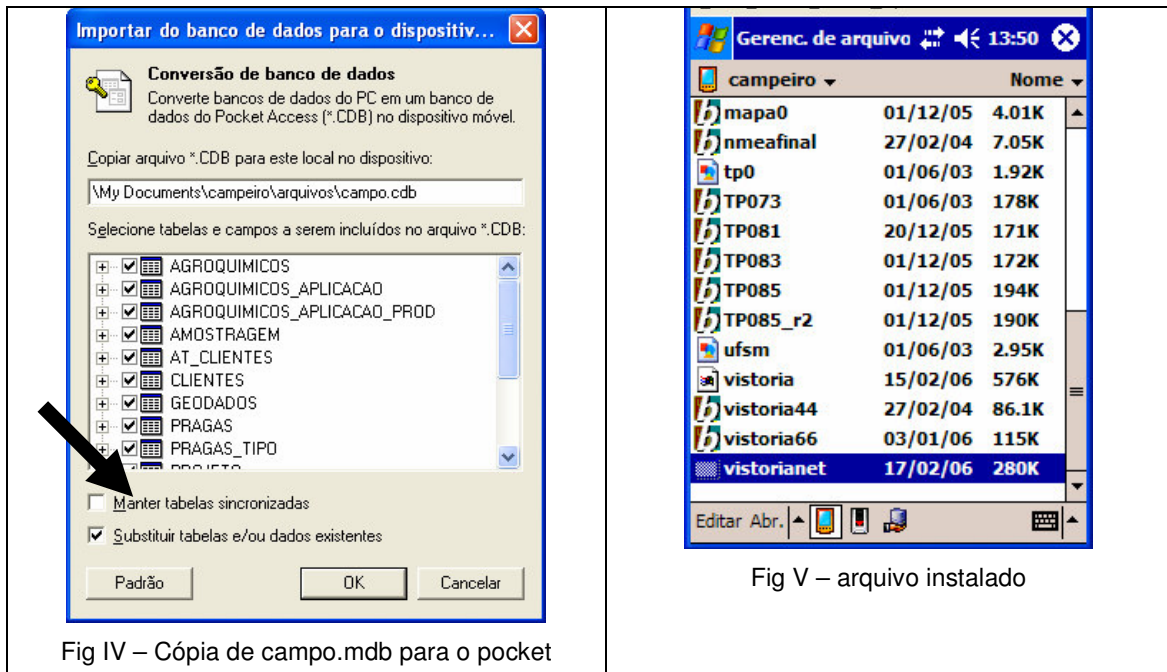 Importar do banco de dados para o dispositiv...
Conversão de banco de dados
Converte bancos de dados do PC em um banco de
dados do Pocket Access (*.CDB) no dispositivo móvel.
Copiar arquivo *.CDB para este local no dispositivo:
\My Documents\campeiro\arquivos\campo.cdb
Selecione tabelas e campos a serem incluídos no arquivo *.CDB:
AGROQUIMICOS
AGROQUIMICOS_APLICACAO
AGROQUIMICOS_APLICACAO_PROD
AMOSTRAGEM
AT_CLIENTES
CLIENTES
GEODADOS
PRAGAS
PRAGAS_TIPO
PROJETO
Manter tabelas sincronizadas
Substituir tabelas e/ou dados existentes
Padrão OK Cancelar
Fig IV – Cópia de campo.mdb para o pocket
Gerenc. de arquivo 13:50
campeiro Nome
mapa0 01/12/05 4.01K
nmeafinal 27/02/04 7.05K
tp0 01/06/03 1.92K
TP073 01/06/03 178K
TP081 20/12/05 171K
TP083 01/12/05 172K
TP085 01/12/05 194K
TP085_r2 01/12/05 190K
ufsm 01/06/03 2.95K
vistoria 15/02/06 576K
vistoria44 27/02/04 86.1K
vistoria66 03/01/06 115K
vistorianet 17/02/06 280K
Editar Abr.
Fig V – arquivo instalado